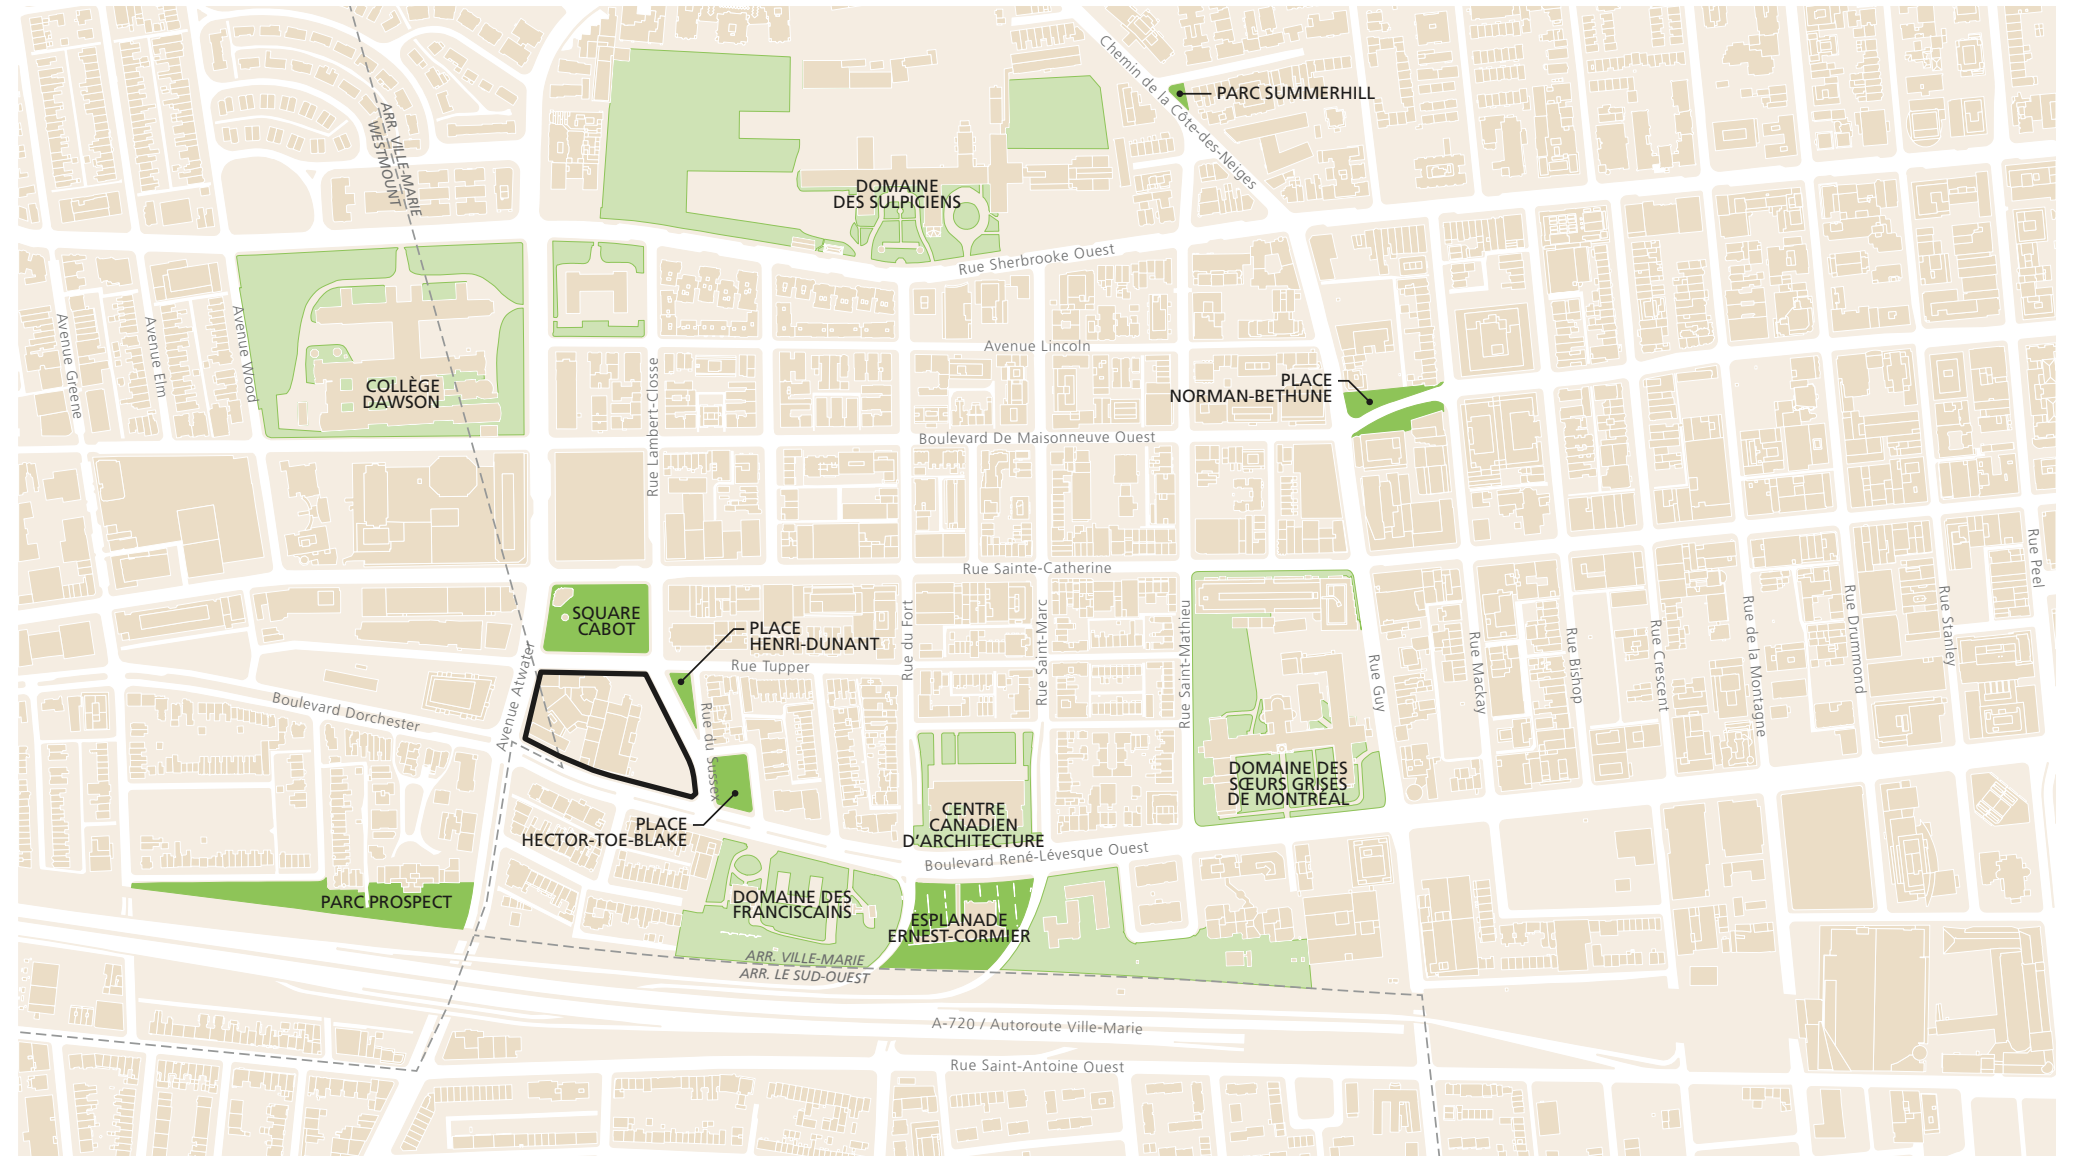 Chemin de la Côte-des-Neiges
PARC SUMMERHILL
ARR. VILLE-MARIE
WESTMOUNT
DOMAINE
DES SULPICIENS
Rue Sherbrooke Ouest
Avenue Greene
Avenue Elm
Avenue Wood
COLLÈGE
DAWSON
Rue Lambert-Closse
Avenue Lincoln
PLACE
NORMAN-BETHUNE
Boulevard De Maisonneuve Ouest
Rue Sainte-Catherine
SQUARE
CABOT
PLACE
HENRI-DUNANT
Rue Tupper
Rue du Fort
Rue Saint-Marc
Rue Saint-Mathieu
Rue Guy
Rue Mackay
Rue Bishop
Rue Crescent
Rue de la Montagne
Rue Drummond
Rue Stanley
Rue Peel
Boulevard Dorchester
Avenue Atwater
Rue du Sussex
PLACE
HECTOR-TOE-BLAKE
CENTRE
CANADIEN
D'ARCHITECTURE
DOMAINE DES
SŒURS GRISES
DE MONTRÉAL
Boulevard René-Lévesque Ouest
PARC PROSPECT
DOMAINE DES
FRANCISCAINS
ESPLANADE
ERNEST-CORMIER
ARR. VILLE-MARIE
ARR. LE SUD-OUEST
A-720 / Autoroute Ville-Marie
Rue Saint-Antoine Ouest